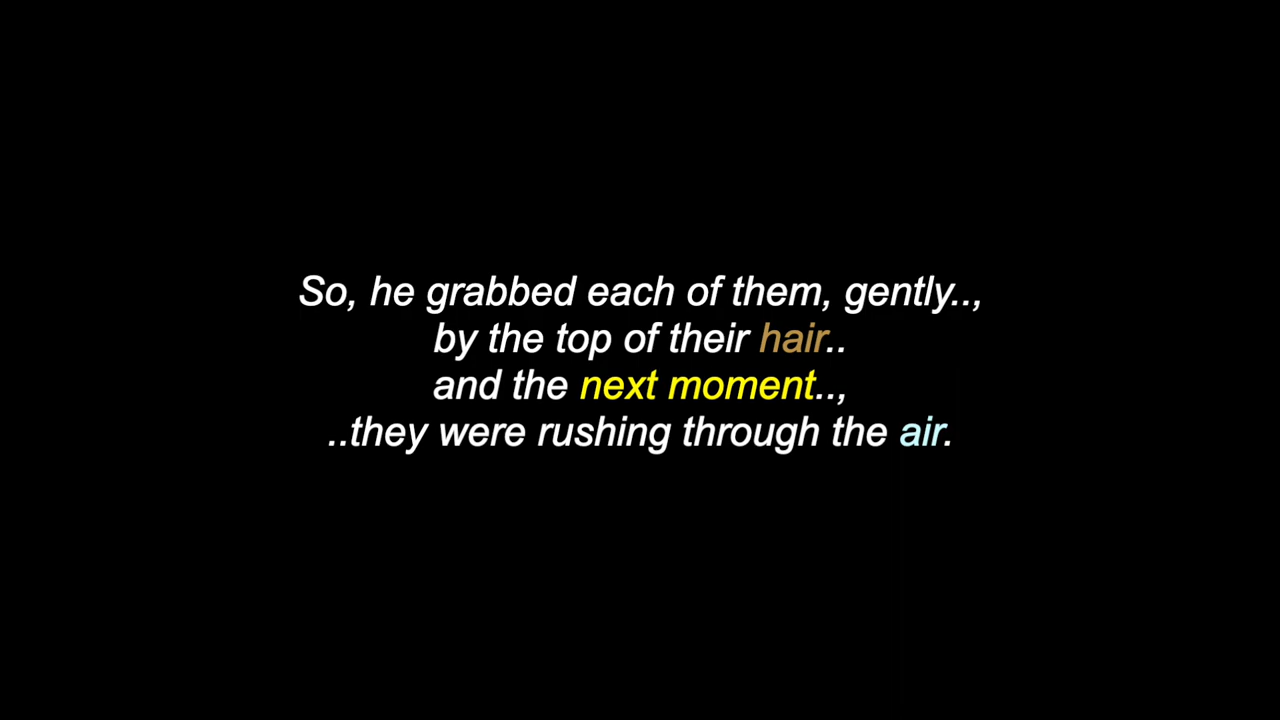 So, he grabbed each of them, gently..,
by the top of their hair..
and the next moment..,
..they were rushing through the air.